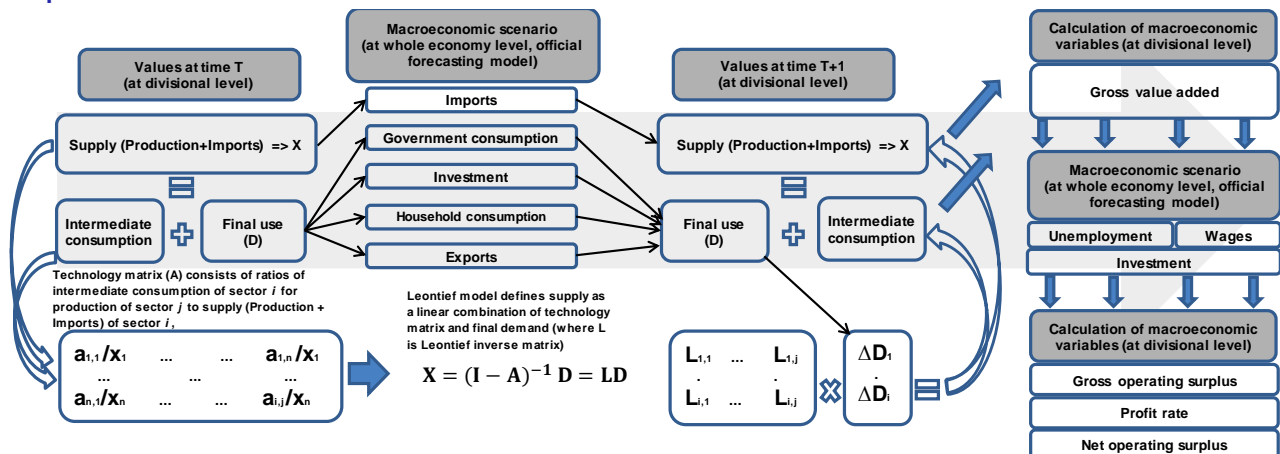 Values at time T
(at divisional level)
Supply (Production+Imports) => X
Intermediate
consumption
Final use
(D)
Technology matrix (A) consists of ratios of
intermediate consumption of sector i for
production of sector j to supply (Production +
Imports) of sector i,
a1,1/x1 ... ... a1,n/x1
... ... ...
an,1/xn ... ... ai,j/xn
Macroeconomic scenario
(at whole economy level, official
forecasting model)
Imports
Government consumption
Investment
Household consumption
Exports
Leontief model defines supply as
a linear combination of technology
matrix and final demand (where L
is Leontief inverse matrix)
X = (I − A)⁻¹ D = LD
Values at time T+1
(at divisional level)
Supply (Production+Imports) => X
Final use
(D)
Intermediate
consumption
L1,1 ... L1,j
. .
Li,1 ... Li,j
ΔD1
.
ΔDi
Calculation of macroeconomic
variables (at divisional level)
Gross value added
Macroeconomic scenario
(at whole economy level, official
forecasting model)
Unemployment Wages
Investment
Calculation of macroeconomic
variables (at divisional level)
Gross operating surplus
Profit rate
Net operating surplus